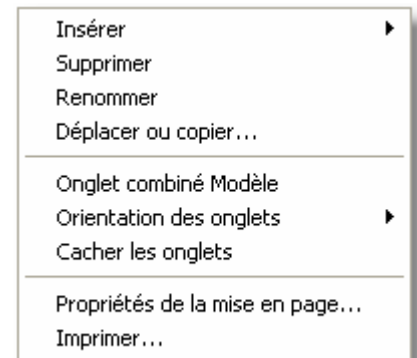 Insérer
Supprimer
Renommer
Déplacer ou copier...
Onglet combiné Modèle
Orientation des onglets
Cacher les onglets
Propriétés de la mise en page...
Imprimer...